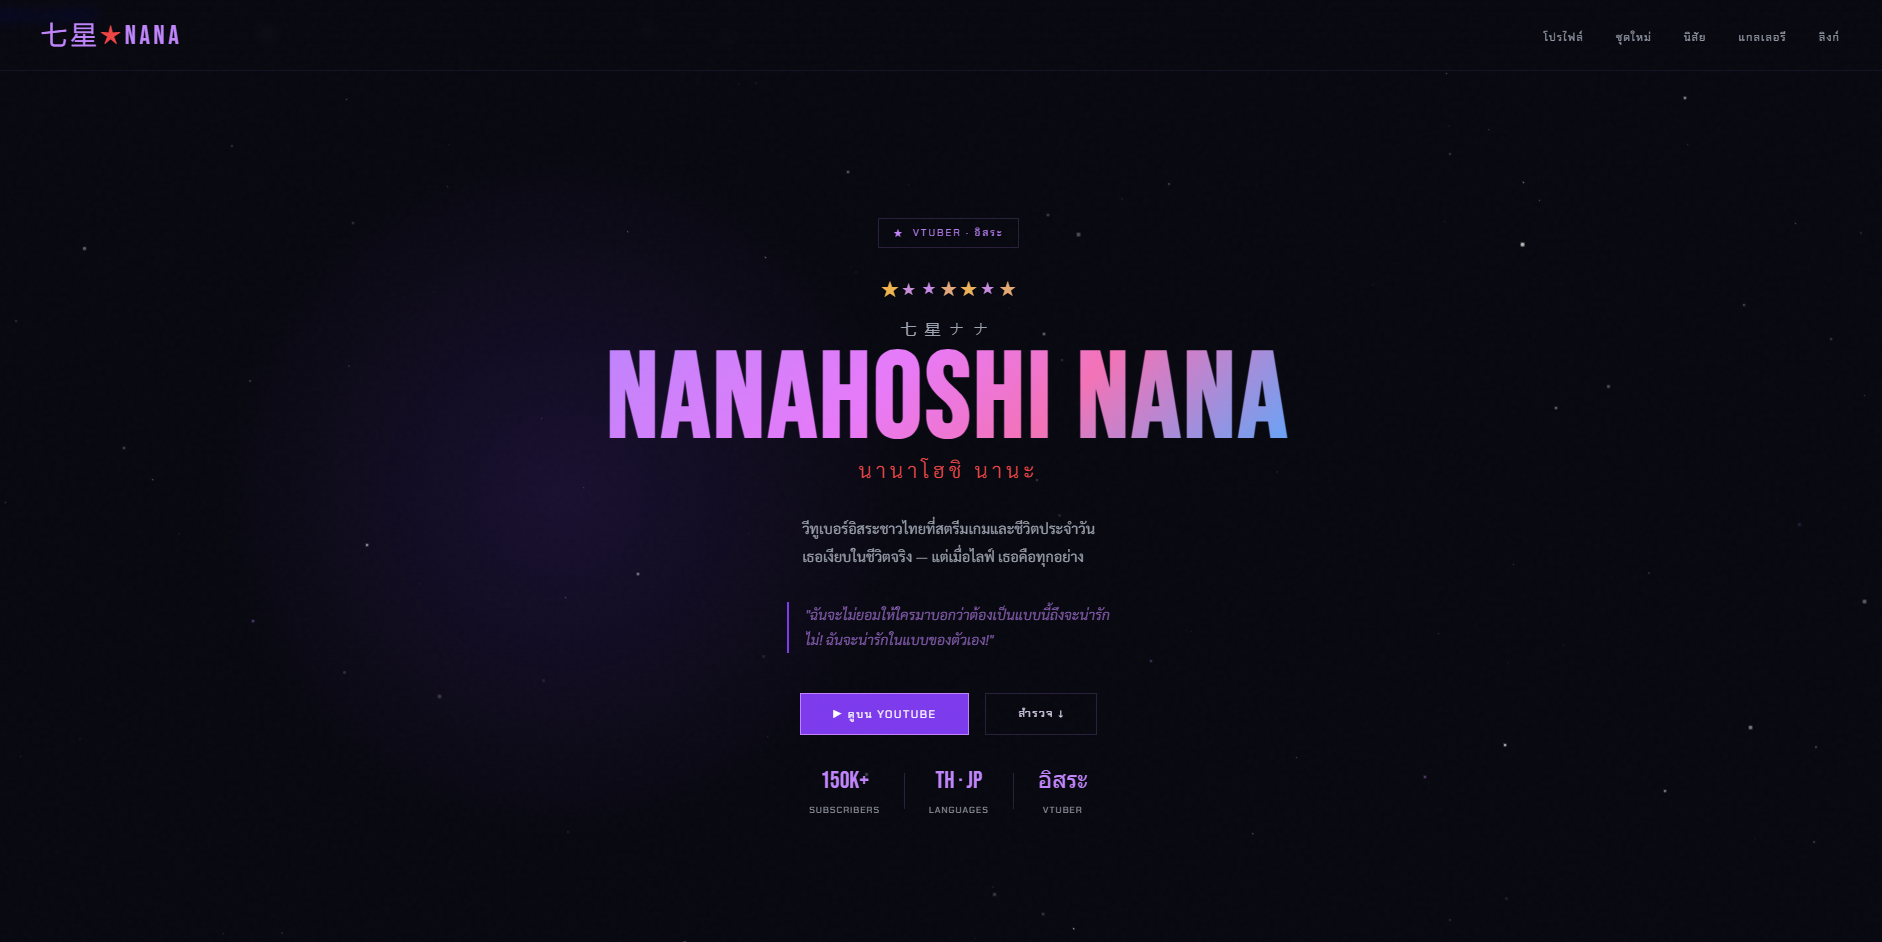 七星★NANA
โปรไฟล์
ชุดใหม่
นิสัย
แกลเลอรี
ลิงก์
★ VTUBER · อิสระ
★★★★★★★
七星ナナ
NANAHOSHI NANA
นานาโฮชิ นานะ
วีทูเบอร์อิสระชาวไทยที่สตรีมเกมและชีวิตประจำวัน
เธอเงียบในชีวิตจริง — แต่เมื่อไลฟ์ เธอคือทุกอย่าง
"ฉันจะไม่ยอมให้ใครมาบอกว่าต้องเป็นแบบนี้ถึงจะน่ารัก
ไม่! ฉันจะน่ารักในแบบของตัวเอง!"
▶ ดูบน YOUTUBE
สำรวจ ↓
150K+
SUBSCRIBERS
TH · JP
LANGUAGES
อิสระ
VTUBER